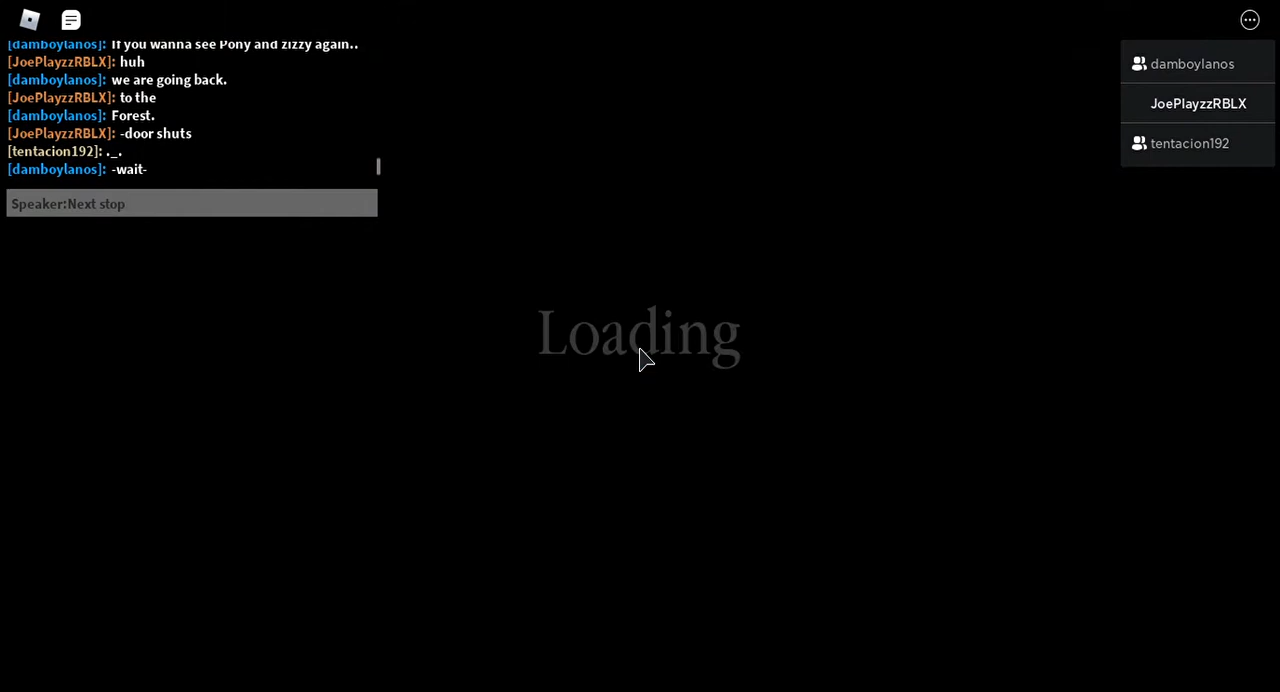 [damboylanos]: If you wanna see Pony and zizzy again..
[JoePlayzzRBLX]: huh
[damboylanos]: we are going back.
[JoePlayzzRBLX]: to the
[damboylanos]: Forest.
[JoePlayzzRBLX]: -door shuts
[tentacion192]: ._.
[damboylanos]: -wait-
Speaker:Next stop
Loading
damboylanos
JoePlayzzRBLX
tentacion192